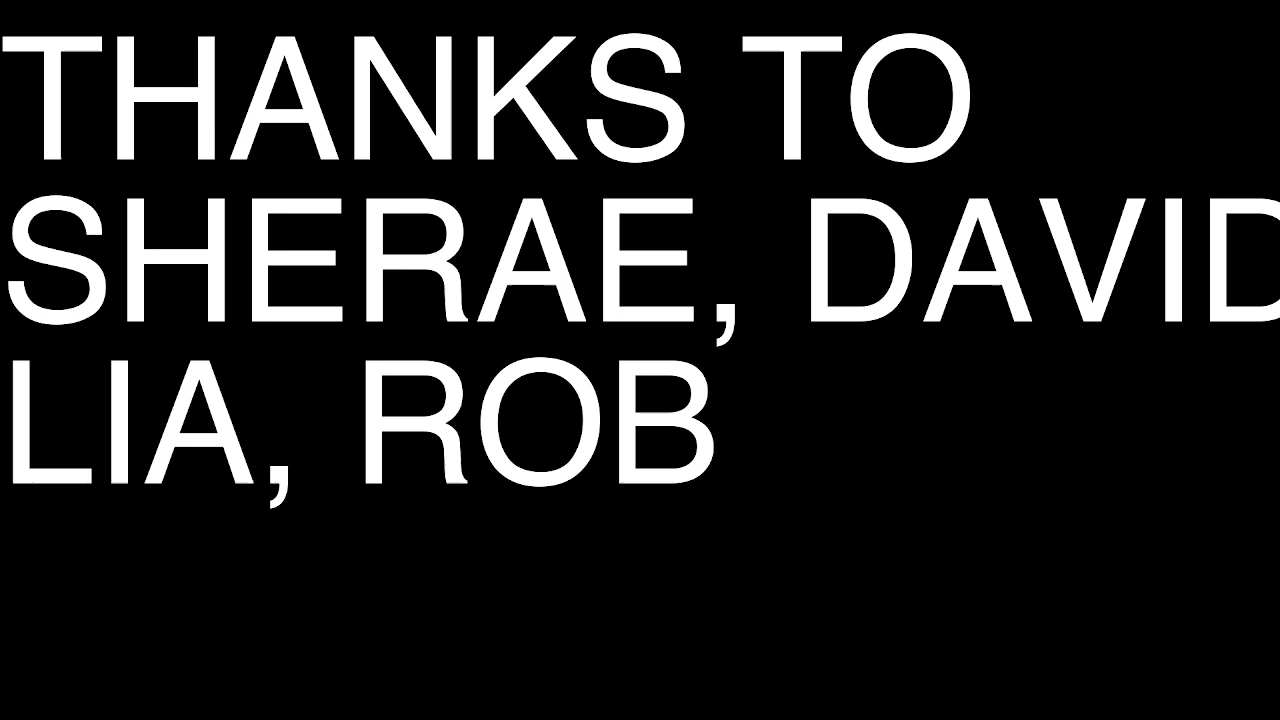 THANKS TO
SHERAE, DAVID
LIA, ROB